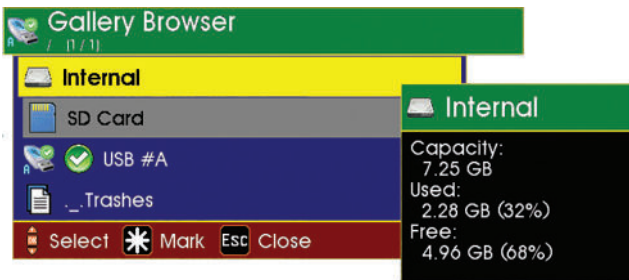 Gallery Browser
A / (1 / 1)
Internal
SD Card
A USB #A
._.Trashes
Select Mark Esc Close
Internal
Capacity:
7.25 GB
Used:
2.28 GB (32%)
Free:
4.96 GB (68%)